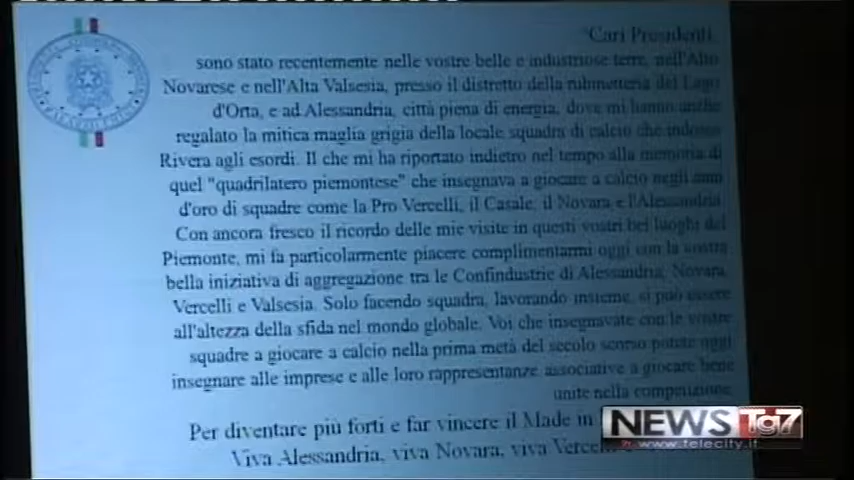 "Cari Presidenti,
sono stato recentemente nelle vostre belle e industriose terre, nell'Alto
Novarese e nell'Alta Valsesia, presso il distretto della rubinetteria del Lago
d'Orta, e ad Alessandria, città piena di energia, dove mi hanno anche
regalato la mitica maglia grigia della locale squadra di calcio che indossò
Rivera agli esordi. Il che mi ha riportato indietro nel tempo alla memoria di
quel "quadrilatero piemontese" che insegnava a giocare a calcio negli anni
d'oro di squadre come la Pro Vercelli, il Casale, il Novara e l'Alessandria.
Con ancora fresco il ricordo delle mie visite in questi vostri bei luoghi del
Piemonte, mi fa particolarmente piacere complimentarmi oggi con la vostra
bella iniziativa di aggregazione tra le Confindustrie di Alessandria, Novara,
Vercelli e Valsesia. Solo facendo squadra, lavorando insieme, si può essere
all'altezza della sfida nel mondo globale. Voi che insegnavate con le vostre
squadre a giocare a calcio nella prima metà del secolo scorso potete oggi
insegnare alle imprese e alle loro rappresentanze associative a giocare bene
unite nella competizione
Per diventare più forti e far vincere il Made in
Viva Alessandria, viva Novara, viva
NEWS Tg7
www.telecity.it